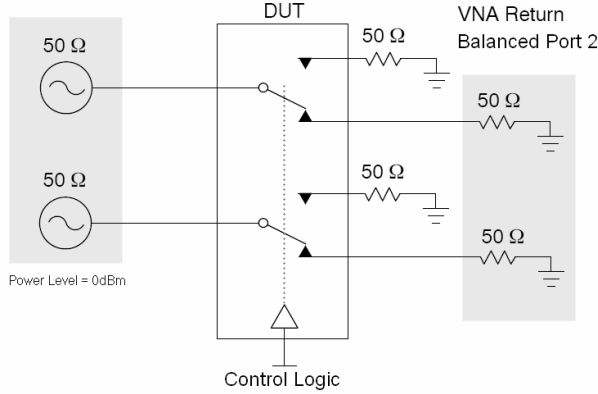 DUT
VNA Return
Balanced Port 2
50 Ω
50 Ω
50 Ω
50 Ω
50 Ω
50 Ω
Power Level = 0dBm
Control Logic